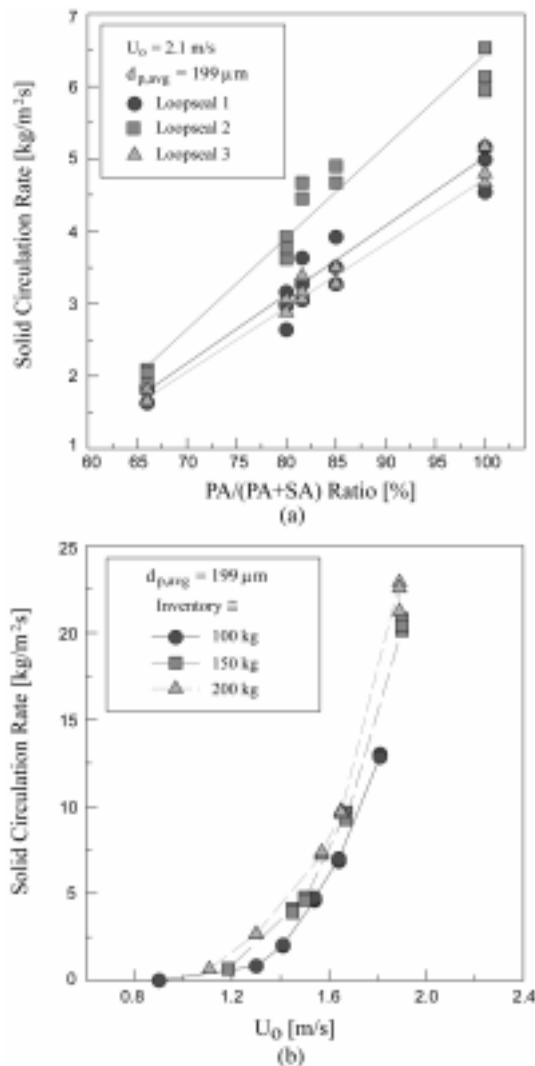 7
6
5
4
3
2
1
Solid Circulation Rate [kg/m²s]
U₀ = 2.1 m/s
dp,avg = 199 μm
Loopseal 1
Loopseal 2
Loopseal 3
60 65 70 75 80 85 90 95 100
PA/(PA+SA) Ratio [%]
(a)
25
20
15
10
5
0
Solid Circulation Rate [kg/m²s]
dp,avg = 199 μm
Inventory =
100 kg
150 kg
200 kg
0.8 1.2 1.6 2.0 2.4
U₀ [m/s]
(b)